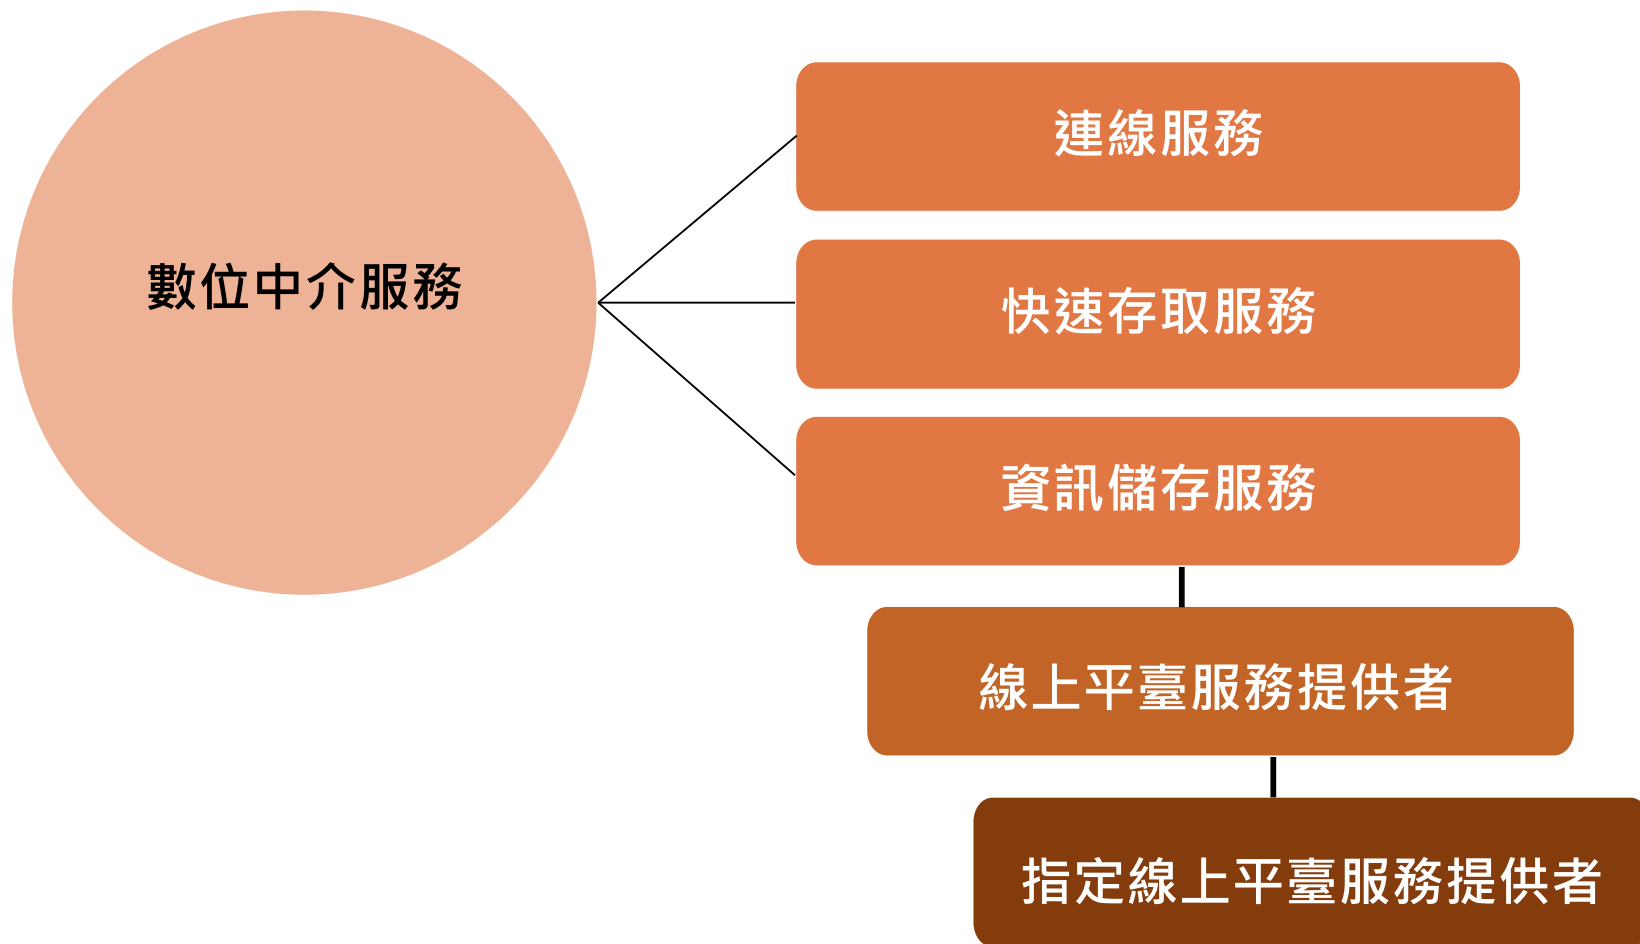 數位中介服務
連線服務
快速存取服務
資訊儲存服務
線上平臺服務提供者
指定線上平臺服務提供者